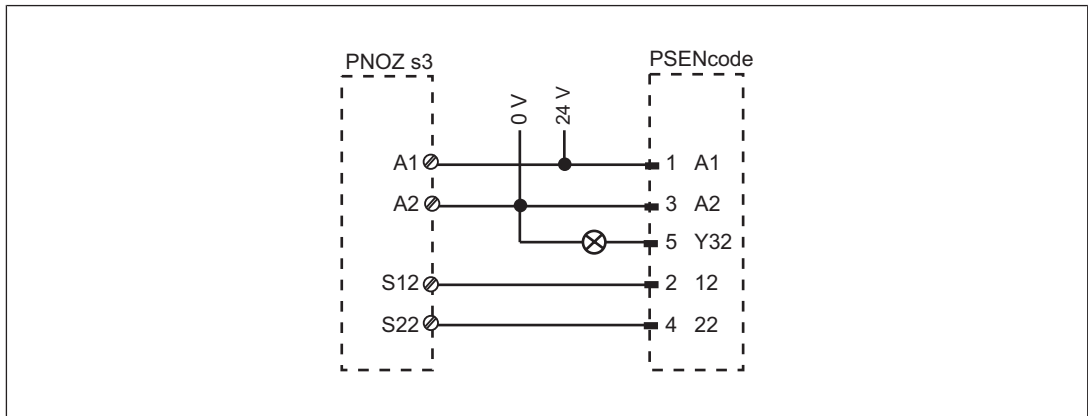 PNOZ s3
PSENcode
0 V
24 V
A1
1 A1
A2
3 A2
5 Y32
S12
2 12
S22
4 22